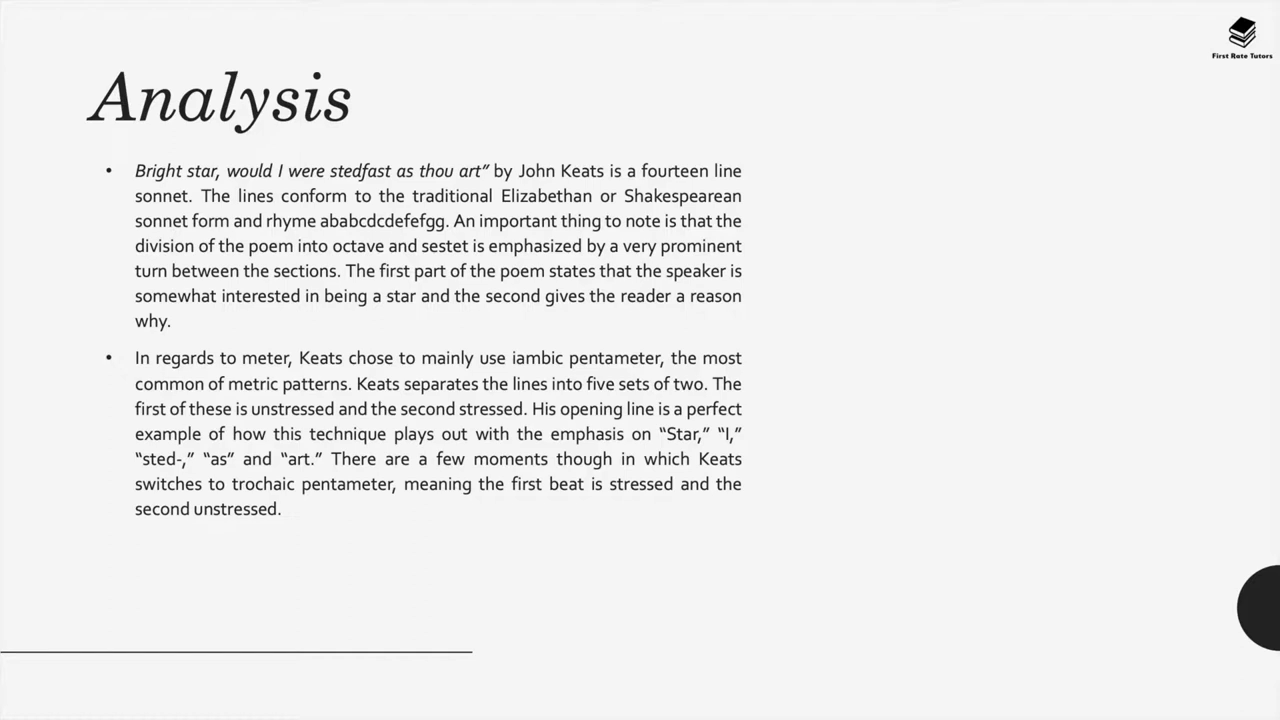 First Rate Tutors
Analysis
• Bright star, would I were stedfast as thou art” by John Keats is a fourteen line
sonnet. The lines conform to the traditional Elizabethan or Shakespearean
sonnet form and rhyme ababcdcdefefgg. An important thing to note is that the
division of the poem into octave and sestet is emphasized by a very prominent
turn between the sections. The first part of the poem states that the speaker is
somewhat interested in being a star and the second gives the reader a reason
why.
• In regards to meter, Keats chose to mainly use iambic pentameter, the most
common of metric patterns. Keats separates the lines into five sets of two. The
first of these is unstressed and the second stressed. His opening line is a perfect
example of how this technique plays out with the emphasis on “Star,” “I,”
“sted-,” “as” and “art.” There are a few moments though in which Keats
switches to trochaic pentameter, meaning the first beat is stressed and the
second unstressed.